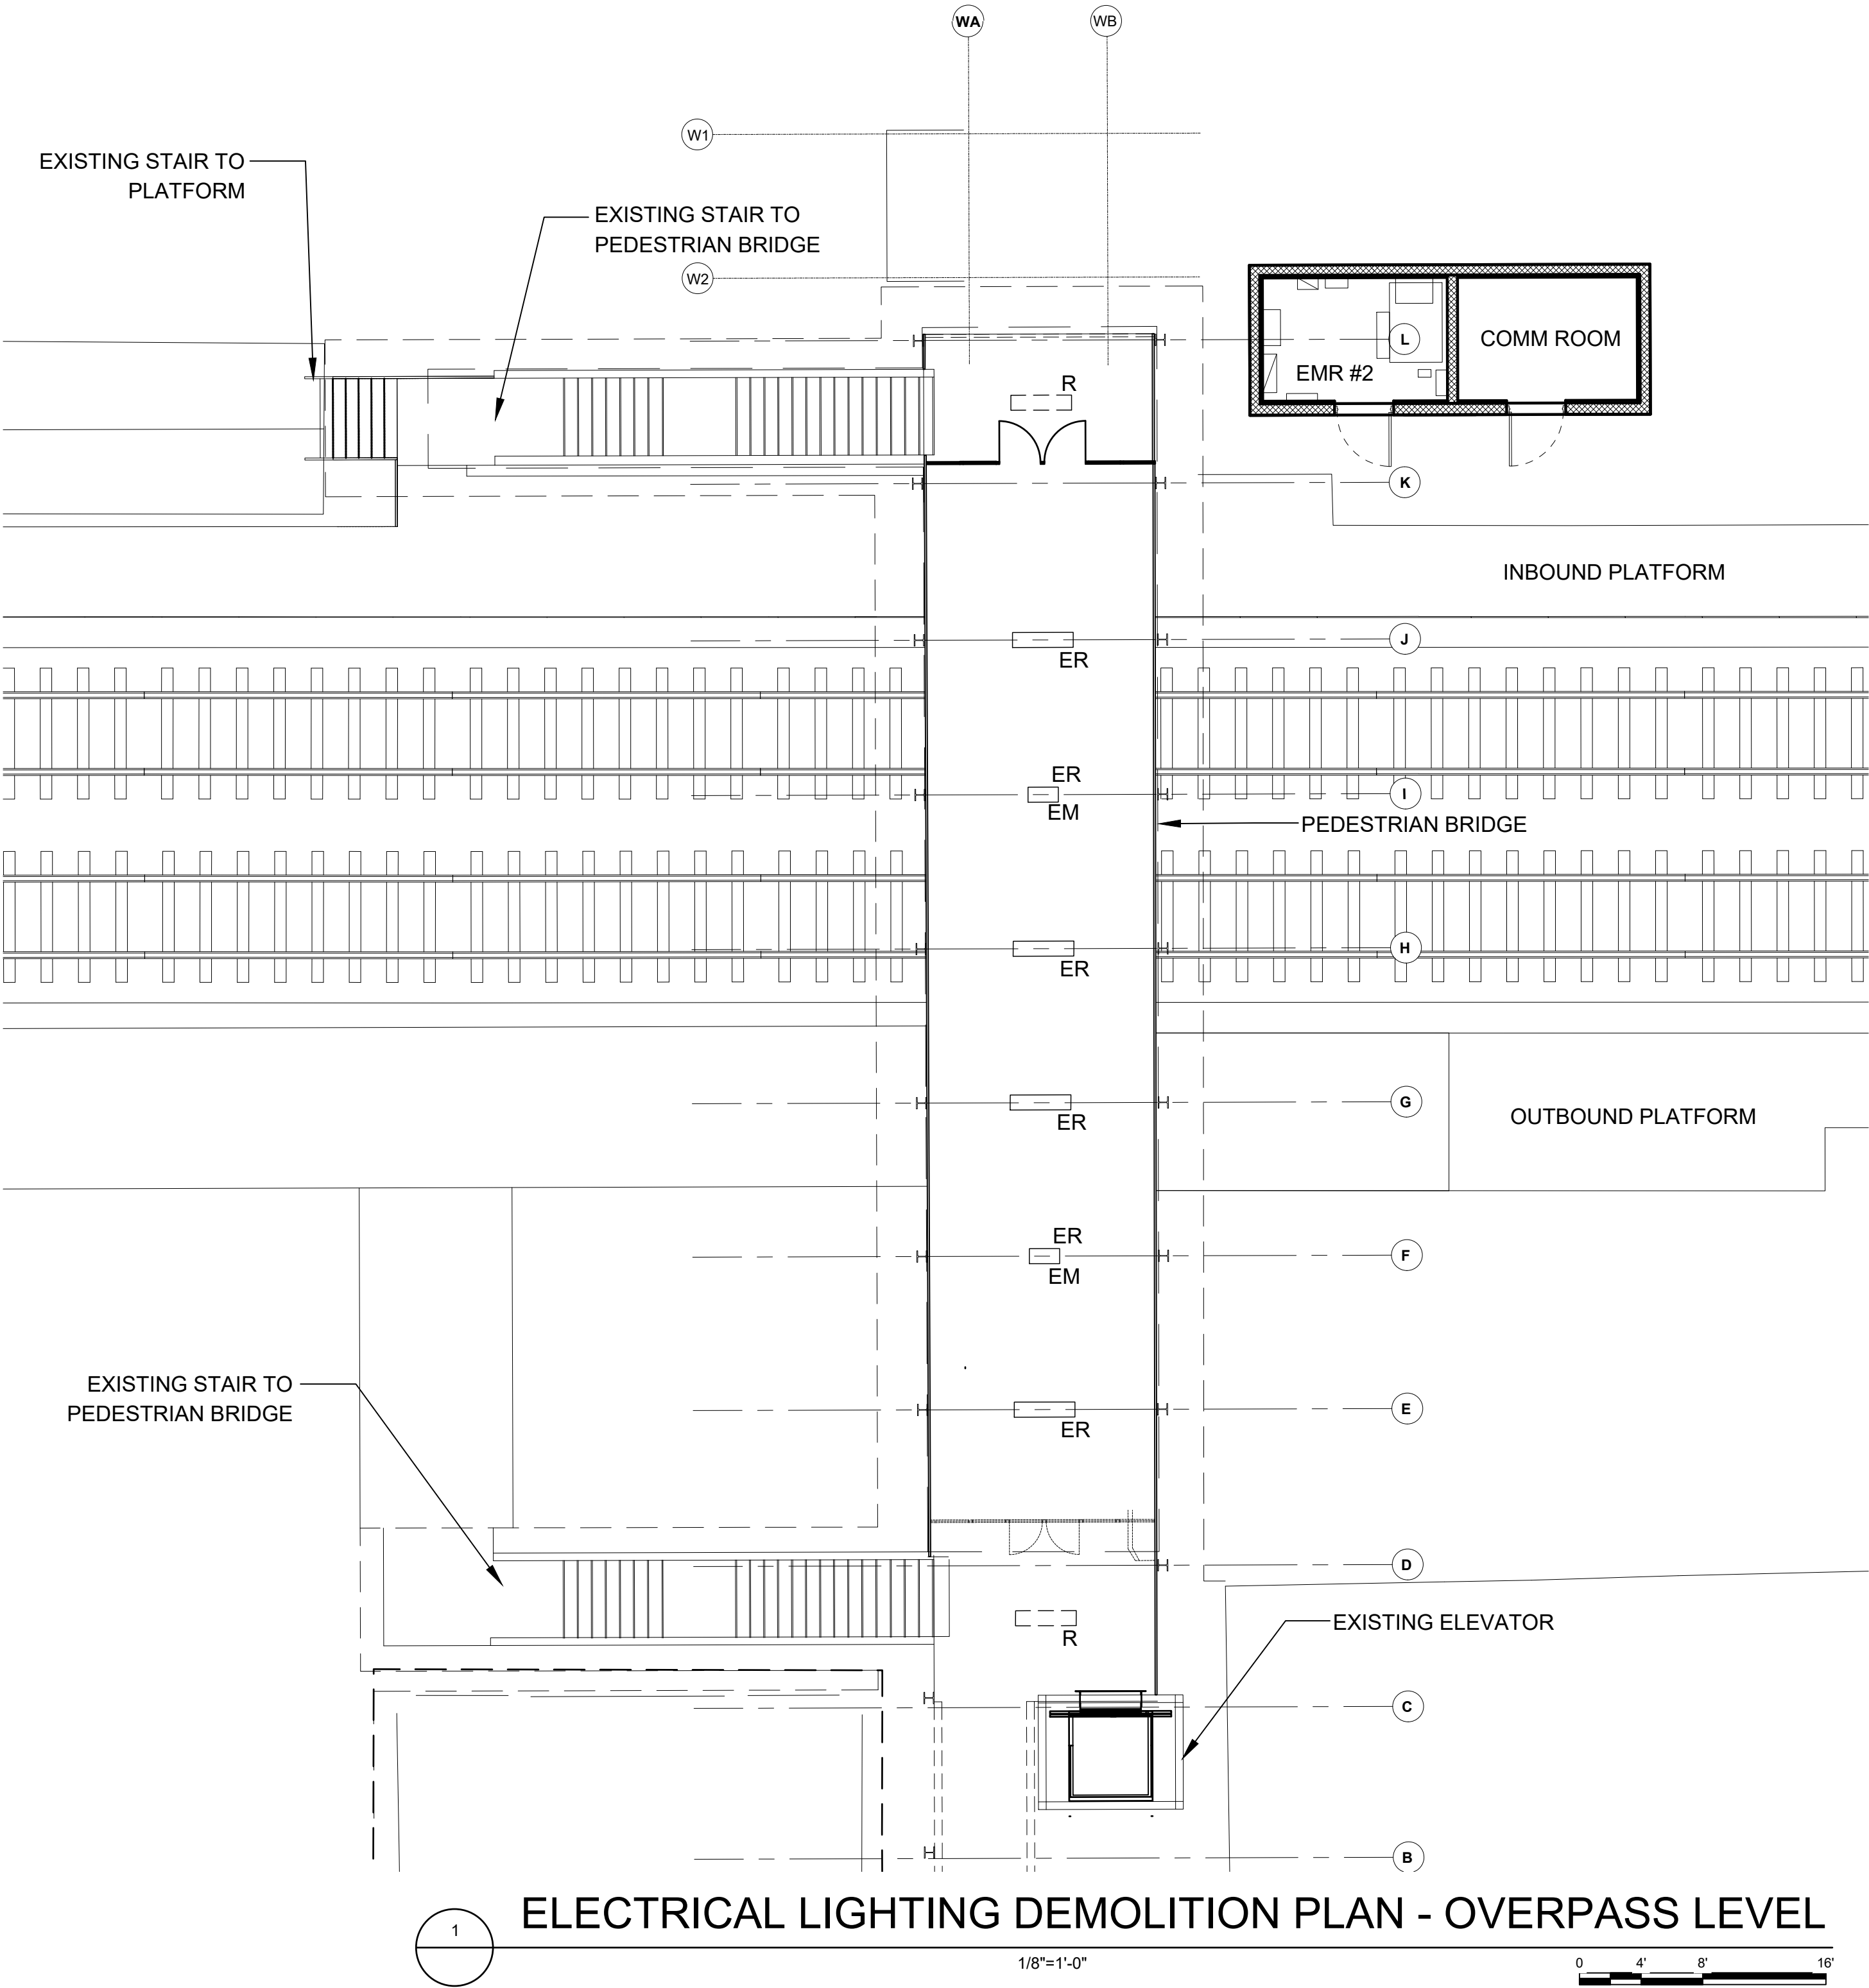 WA
WB
W1
EXISTING STAIR TO
PLATFORM
EXISTING STAIR TO
PEDESTRIAN BRIDGE
W2
L
COMM ROOM
EMR #2
R
K
INBOUND PLATFORM
J
ER
ER
I
EM
PEDESTRIAN BRIDGE
H
ER
G
OUTBOUND PLATFORM
ER
ER
F
EM
EXISTING STAIR TO
PEDESTRIAN BRIDGE
E
ER
D
EXISTING ELEVATOR
R
C
B
1
ELECTRICAL LIGHTING DEMOLITION PLAN - OVERPASS LEVEL
1/8"=1'-0"
0 4' 8' 16'